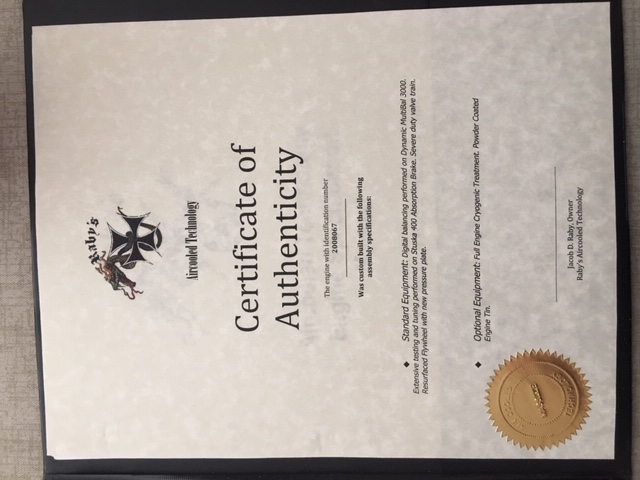 Raby's
Aircooled Technology
Certificate of
Authenticity
The engine with identification number
2008067
Was custom built with the following
assembly specifications:
◆ Standard Equipment: Digital balancing performed on Dynamic MultiBal 3000.
Extensive testing and tuning performed on Stuska 400 Absorption Brake. Severe duty valve train.
Resurfaced Flywheel with new pressure plate.
◆ Optional Equipment: Full Engine Cryogenic Treatment. Powder Coated
Engine Tin.
Jacob D. Raby, Owner
Raby's Aircooled Technology